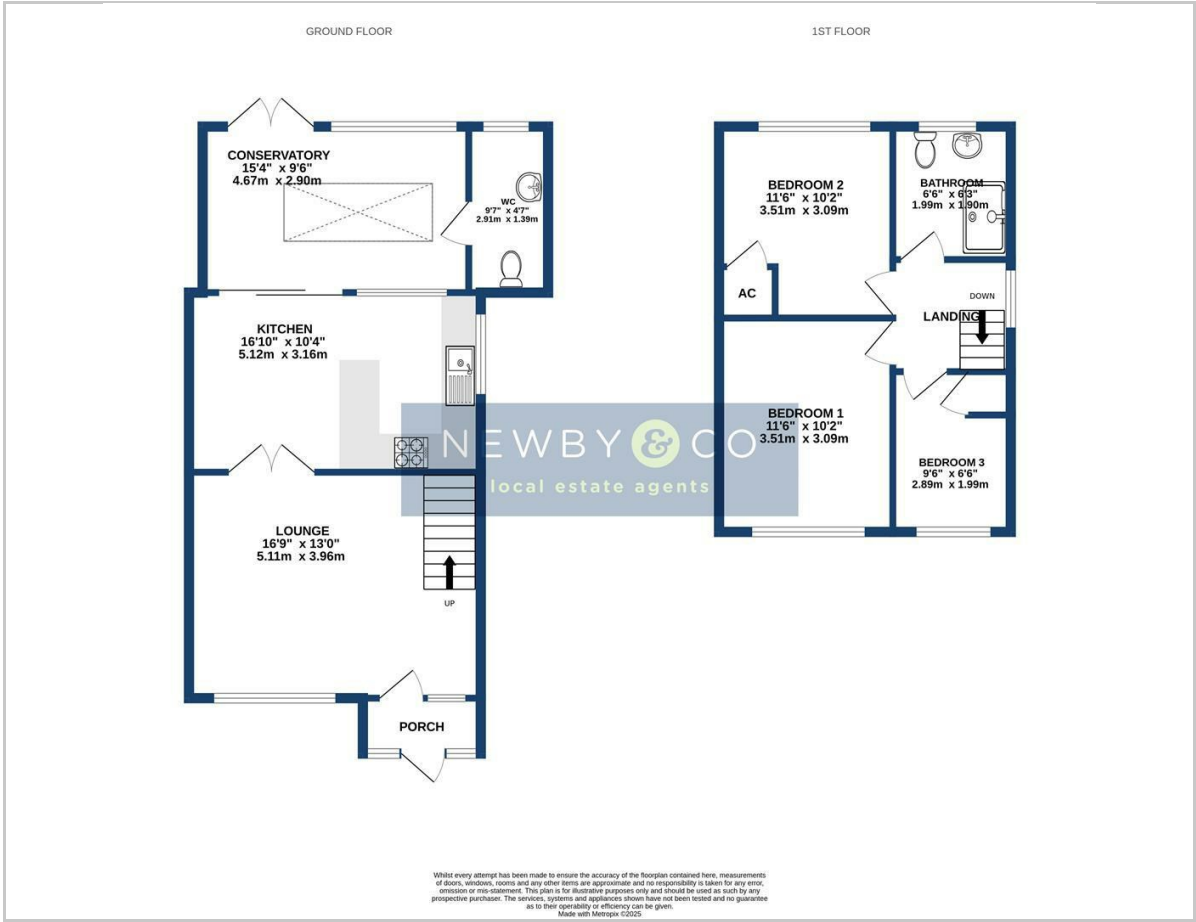 GROUND FLOOR
1ST FLOOR
CONSERVATORY
15'4" x 9'6"
4.67m x 2.90m
WC
9'7" x 4'7"
2.91m x 1.39m
KITCHEN
16'10" x 10'4"
5.12m x 3.16m
LOUNGE
16'9" x 13'0"
5.11m x 3.96m
UP
PORCH
BEDROOM 2
11'6" x 10'2"
3.51m x 3.09m
BATHROOM
6'6" x 6'3"
1.99m x 1.90m
AC
DOWN
LANDING
BEDROOM 1
11'6" x 10'2"
3.51m x 3.09m
BEDROOM 3
9'6" x 6'6"
2.89m x 1.99m
NEWBY & CO
local estate agents
Whilst every attempt has been made to ensure the accuracy of the floorplan contained here, measurements
of doors, windows, rooms and any other items are approximate and no responsibility is taken for any error,
omission or mis-statement. This plan is for illustrative purposes only and should be used as such by any
prospective purchaser. The services, systems and appliances shown have not been tested and no guarantee
as to their operability or efficiency can be given.
Made with Metropix ©2025